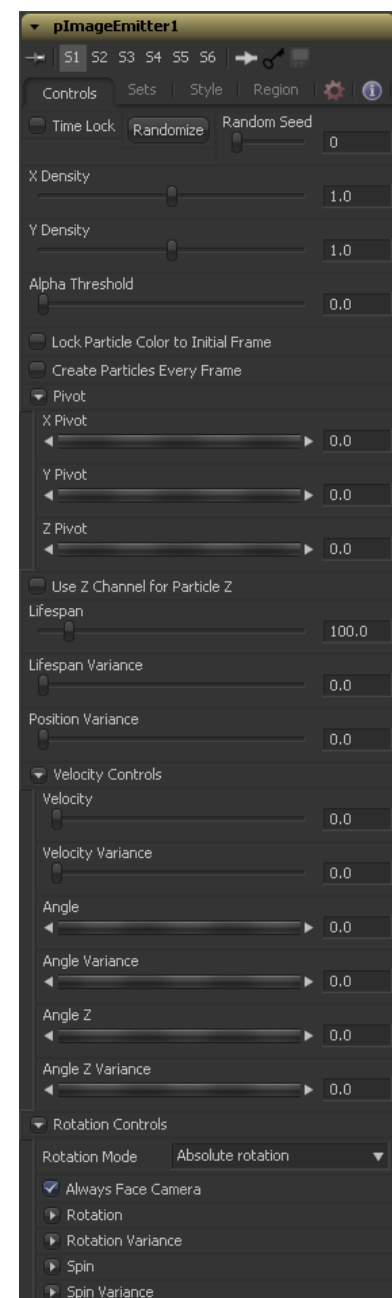 pImageEmitter1
S1 S2 S3 S4 S5 S6
Controls Sets Style Region
Time Lock Randomize Random Seed
0
X Density
1.0
Y Density
1.0
Alpha Threshold
0.0
Lock Particle Color to Initial Frame
Create Particles Every Frame
Pivot
X Pivot
0.0
Y Pivot
0.0
Z Pivot
0.0
Use Z Channel for Particle Z
Lifespan
100.0
Lifespan Variance
0.0
Position Variance
0.0
Velocity Controls
Velocity
0.0
Velocity Variance
0.0
Angle
0.0
Angle Variance
0.0
Angle Z
0.0
Angle Z Variance
0.0
Rotation Controls
Rotation Mode Absolute rotation
Always Face Camera
Rotation
Rotation Variance
Spin
Spin Variance